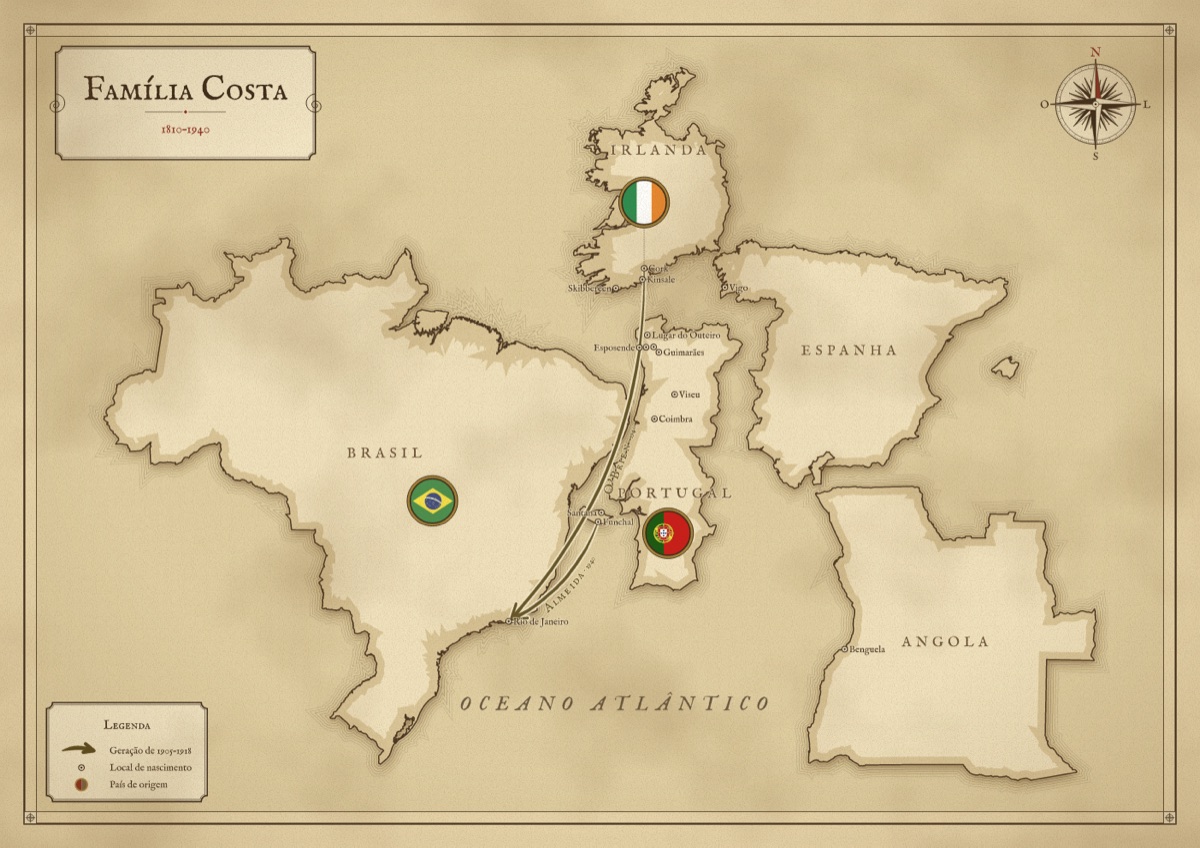 FAMÍLIA COSTA
1810-1940
N
O
L
S
IRLANDA
Cork
Kinsale
Skibbereen
Vigo
Lugar do Outeiro
Esposende
Guimarães
ESPANHA
Viseu
Coimbra
BRASIL
PORTUGAL
Santana
Funchal
ALMEIDA
Rio de Janeiro
ANGOLA
Benguela
OCEANO ATLÂNTICO
LEGENDA
Geração de 1905-1918
Local de nascimento
País de origem